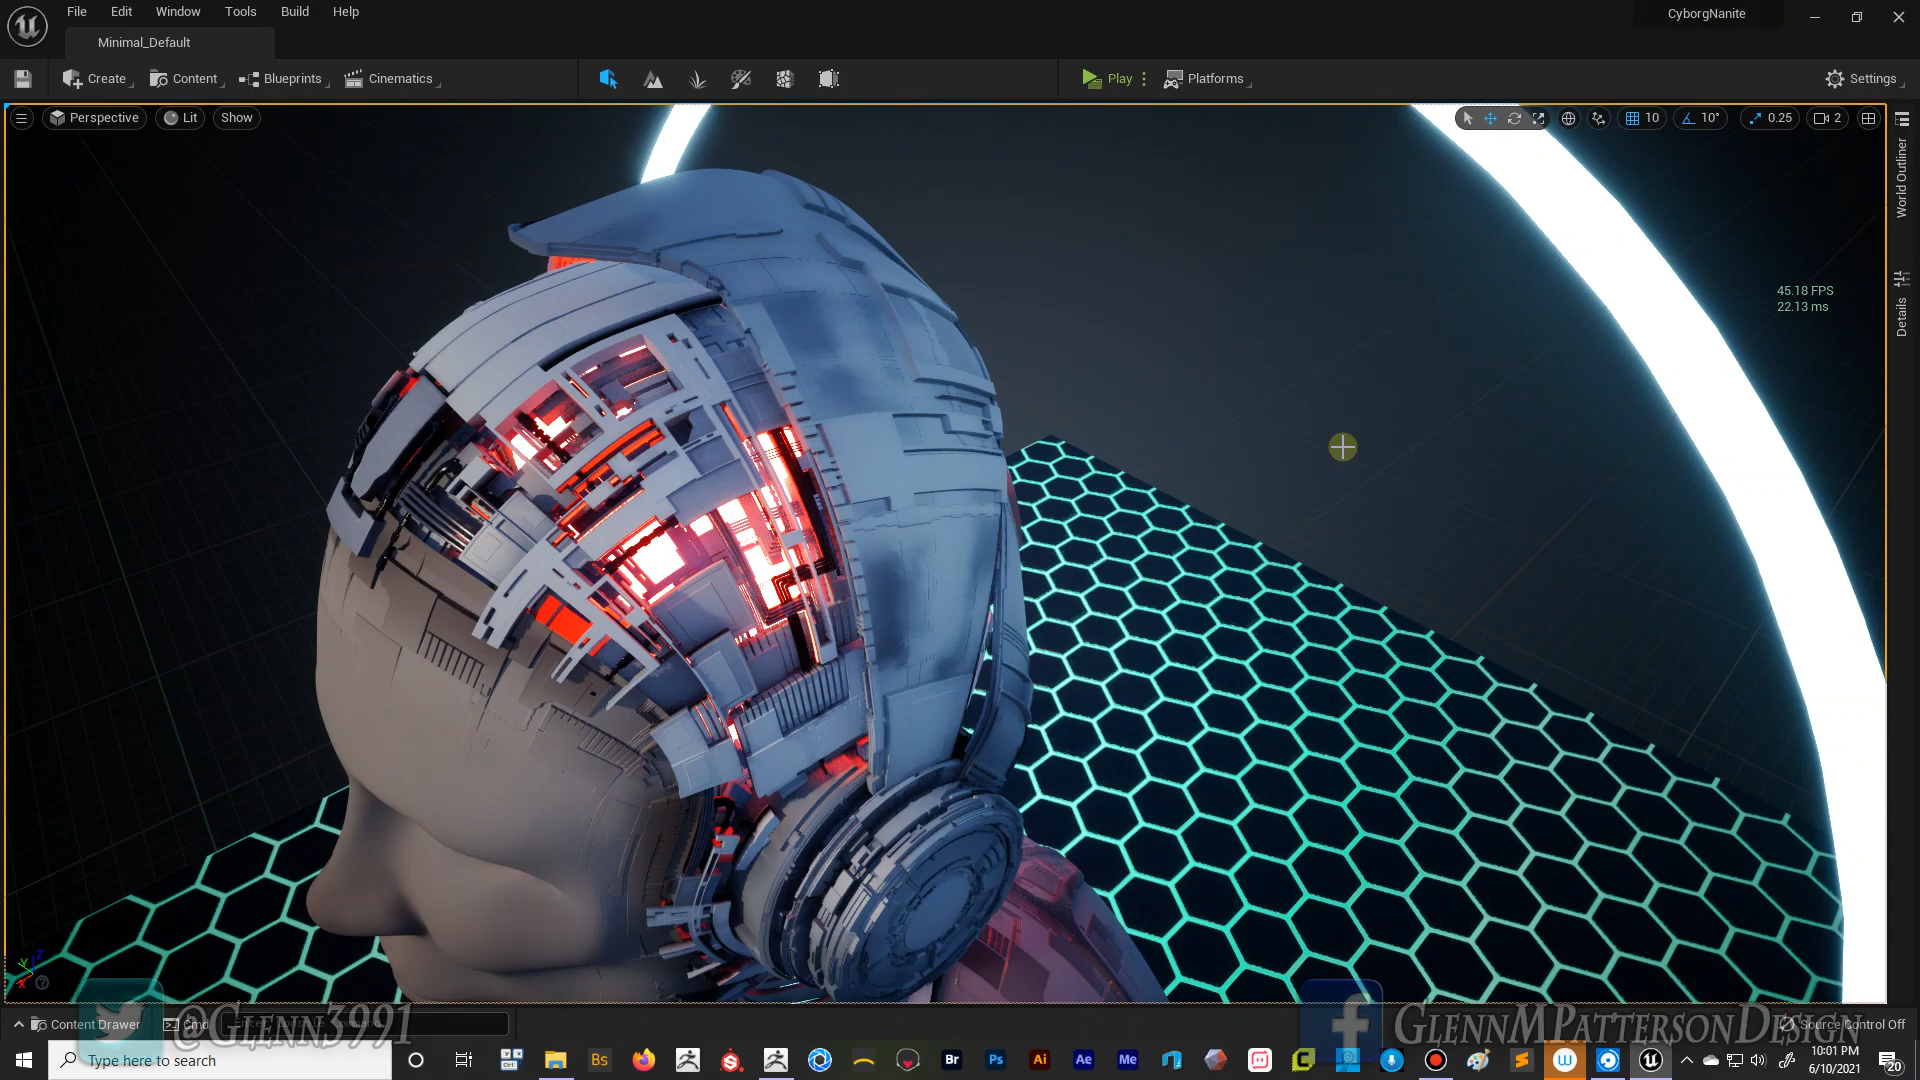 File Edit Window Tools Build Help
CyborgNanite
Minimal_Default
Create Content Blueprints Cinematics Play Platforms Settings
Perspective Lit Show 10 10° 0.25 2
World Outliner
45.18 FPS
22.13 ms
Details
Content Drawer Cmd Source Control Off
@Glenn3991 GlennMPattersonDesign
Type here to search
Bs Br Ps Ai Ae Me
10:01 PM
6/10/2021
20